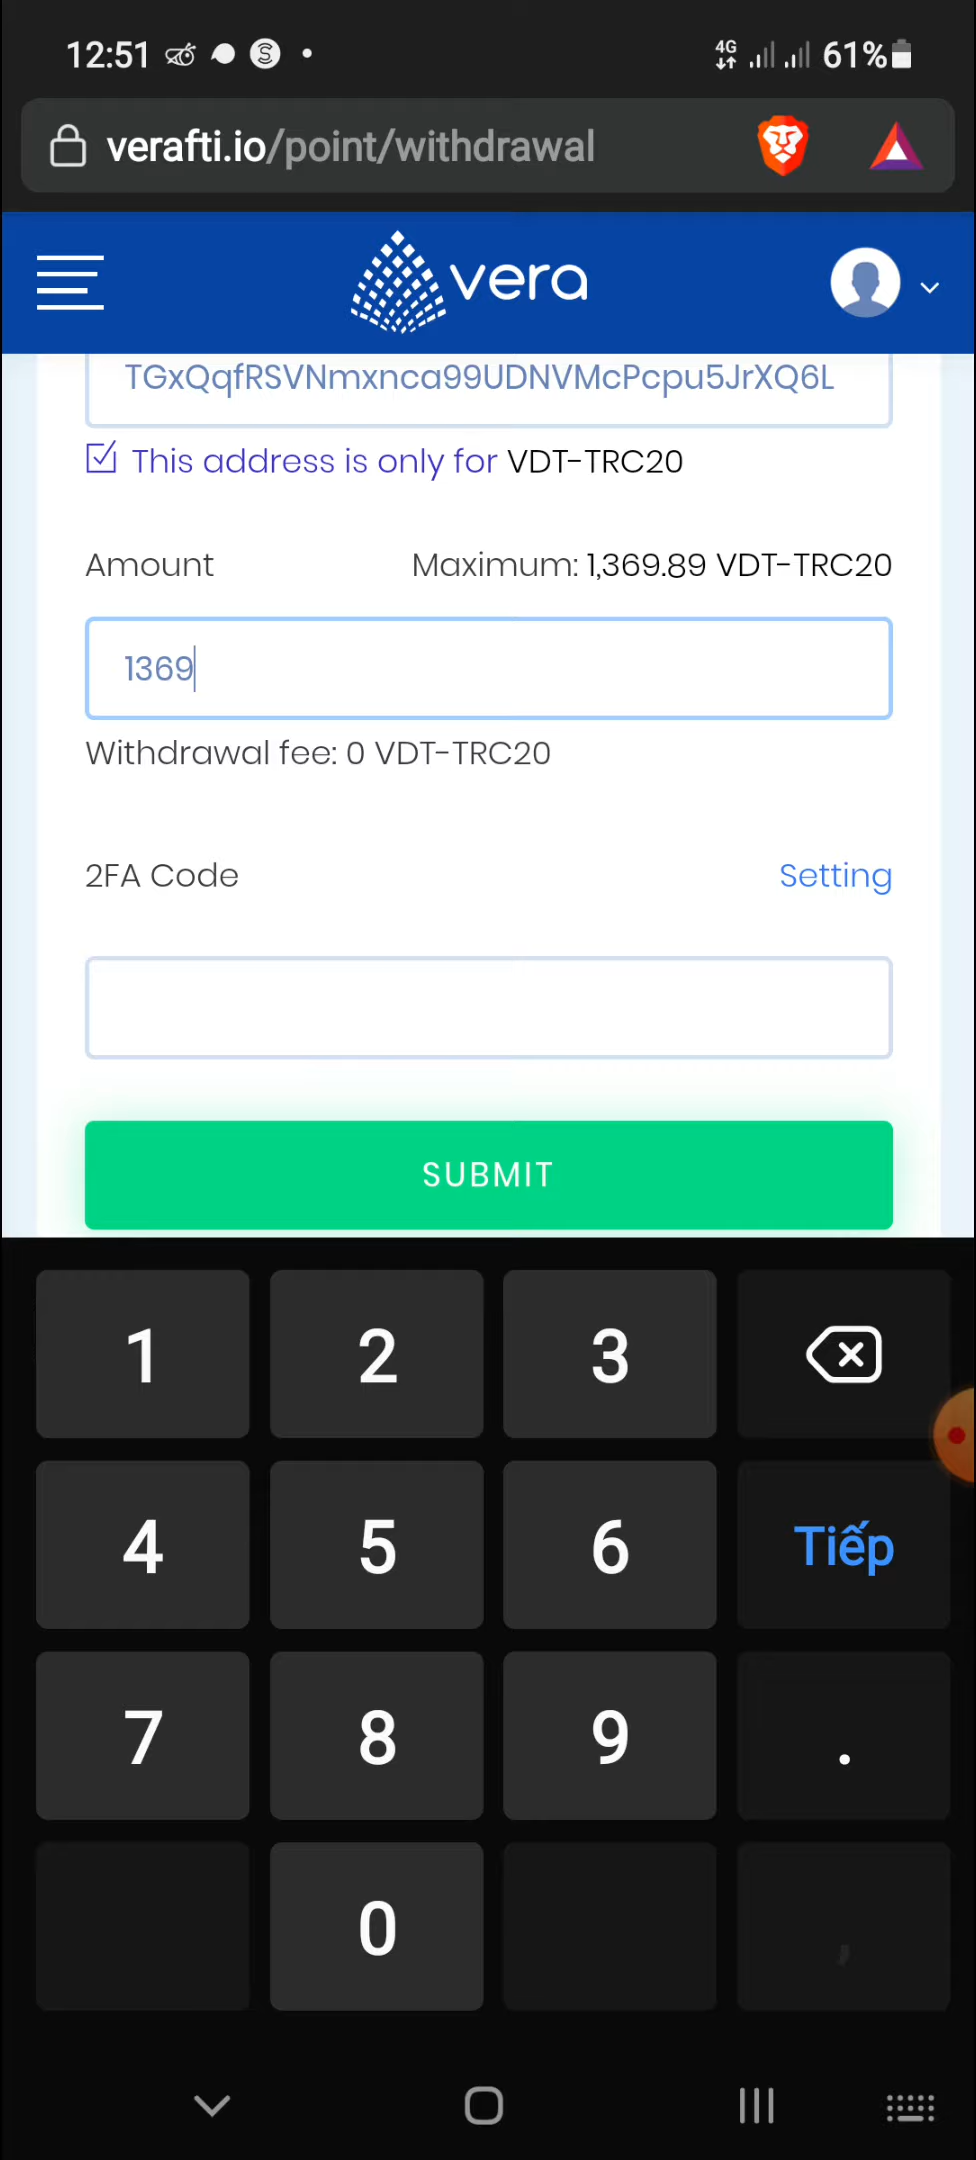 12:51
4G 61%
verafti.io/point/withdrawal
vera
TGxQqfRSVNmxnca99UDNVMcPcpu5JrXQ6L
This address is only for VDT-TRC20
Amount Maximum: 1,369.89 VDT-TRC20
1369
Withdrawal fee: 0 VDT-TRC20
2FA Code Setting
SUBMIT
1 2 3
4 5 6 Tiếp
7 8 9 .
0 ,